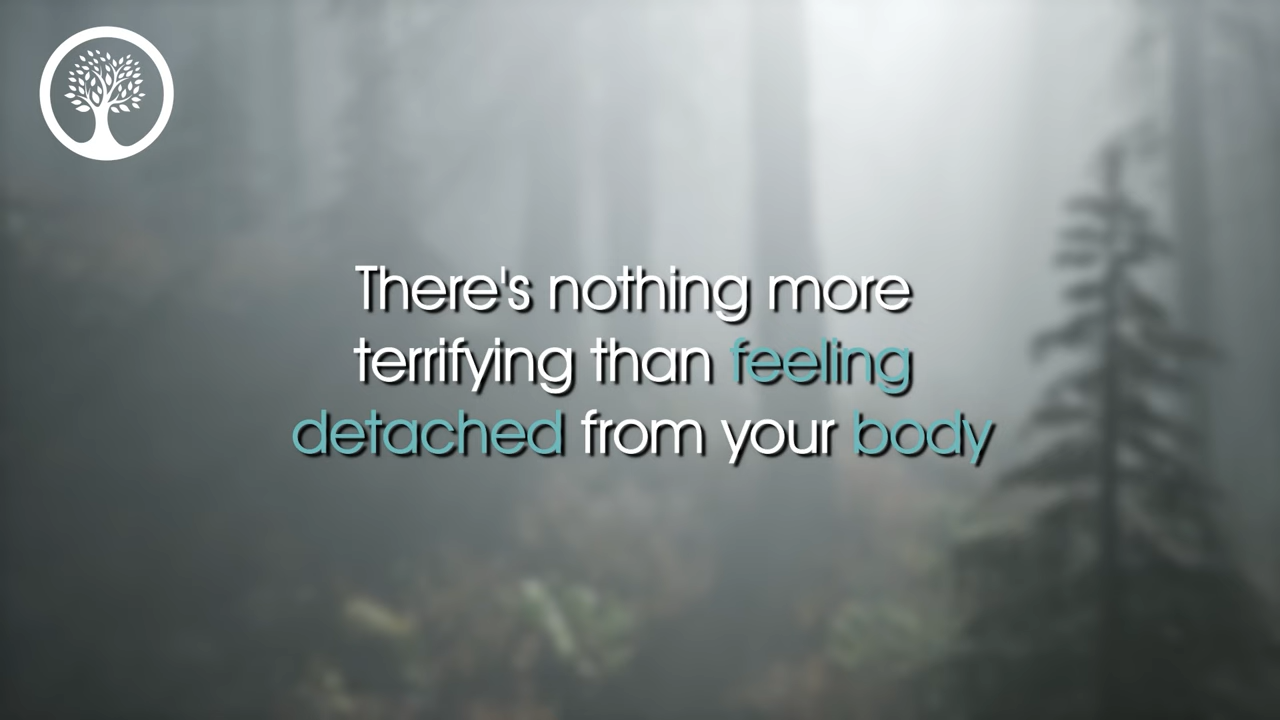 There's nothing more
terrifying than feeling
detached from your body